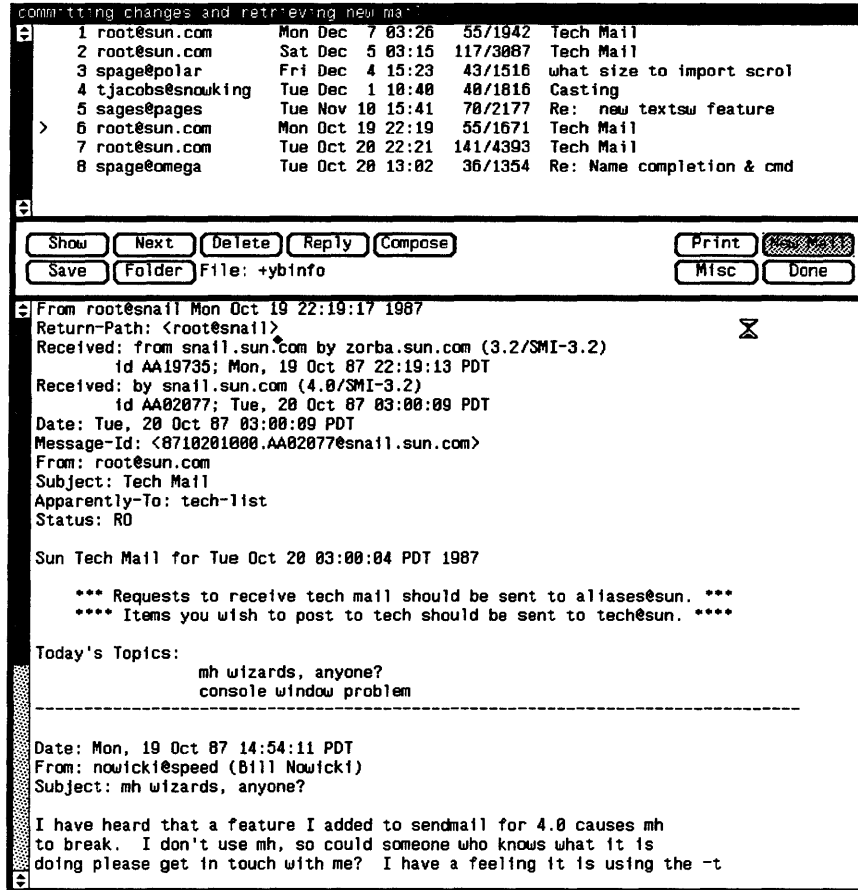 committing changes and retrieving new mail
1 root@sun.com Mon Dec 7 03:26 55/1942 Tech Mail
2 root@sun.com Sat Dec 5 03:15 117/3087 Tech Mail
3 spage@polar Fri Dec 4 15:23 43/1516 what size to import scrol
4 tjacobs@snowking Tue Dec 1 10:40 40/1816 Casting
5 sages@pages Tue Nov 10 15:41 70/2177 Re: new textsw feature
> 6 root@sun.com Mon Oct 19 22:19 55/1671 Tech Mail
7 root@sun.com Tue Oct 20 22:21 141/4393 Tech Mail
8 spage@omega Tue Oct 20 13:02 36/1354 Re: Name completion & cmd
Show Next Delete Reply Compose Print New Mail
Save Folder File: +ybinfo Misc Done
From root@snail Mon Oct 19 22:19:17 1987
Return-Path: <root@snail>
Received: from snail.sun.com by zorba.sun.com (3.2/SMI-3.2)
id AA19735; Mon, 19 Oct 87 22:19:13 PDT
Received: by snail.sun.com (4.0/SMI-3.2)
id AA02077; Tue, 20 Oct 87 03:00:09 PDT
Date: Tue, 20 Oct 87 03:00:09 PDT
Message-Id: <8710201000.AA02077@snail.sun.com>
From: root@sun.com
Subject: Tech Mail
Apparently-To: tech-list
Status: RO
Sun Tech Mail for Tue Oct 20 03:00:04 PDT 1987
*** Requests to receive tech mail should be sent to aliases@sun. ***
**** Items you wish to post to tech should be sent to tech@sun. ****
Today's Topics:
mh wizards, anyone?
console window problem
--------------------------------------------------------------------------------
Date: Mon, 19 Oct 87 14:54:11 PDT
From: nowicki@speed (Bill Nowicki)
Subject: mh wizards, anyone?
I have heard that a feature I added to sendmail for 4.0 causes mh
to break. I don't use mh, so could someone who knows what it is
doing please get in touch with me? I have a feeling it is using the -t